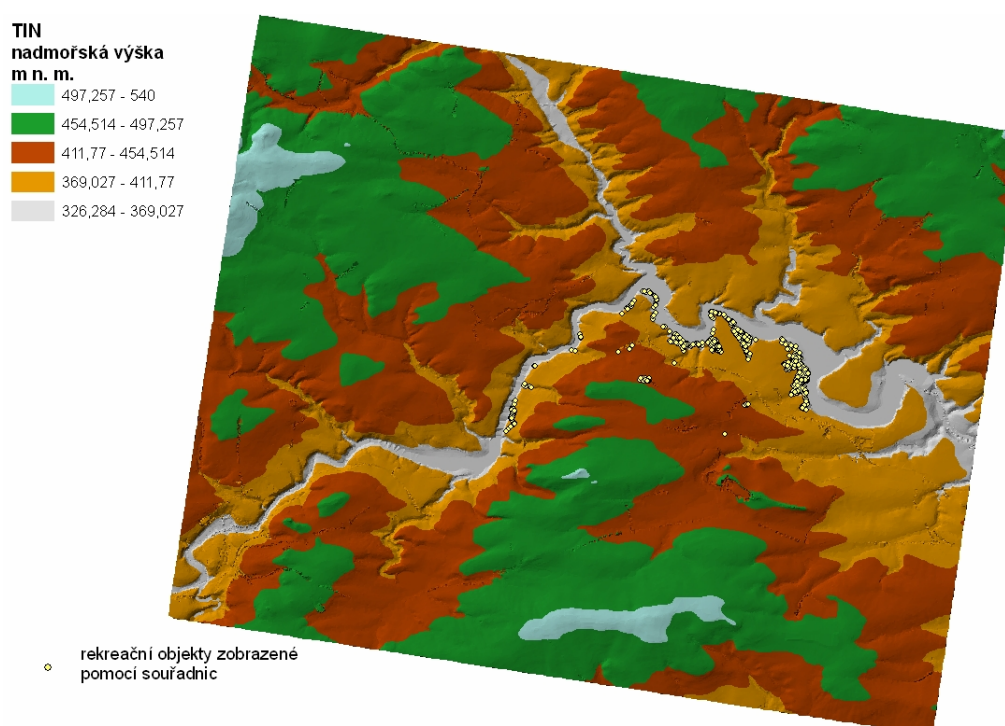 TIN
nadmořská výška
m n. m.
497,257 - 540
454,514 - 497,257
411,77 - 454,514
369,027 - 411,77
326,284 - 369,027
rekreační objekty zobrazené
pomocí souřadnic